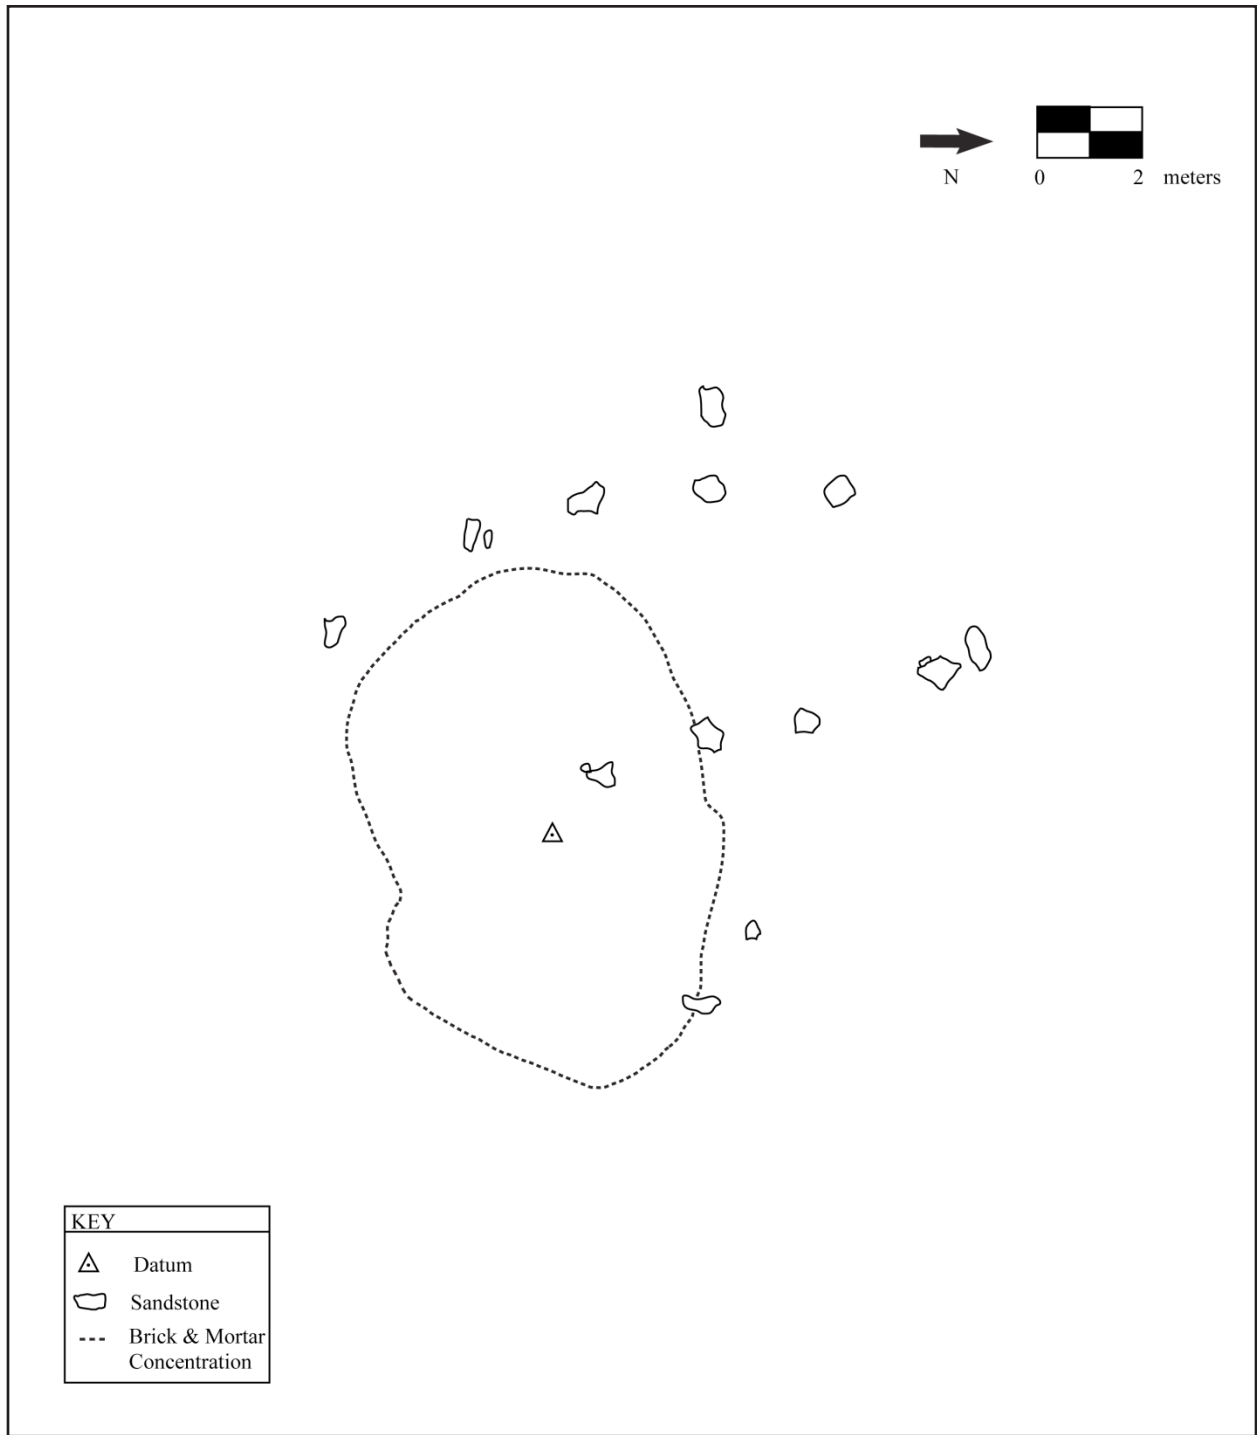 N
0 2 meters
KEY
Datum
Sandstone
Brick & Mortar
Concentration